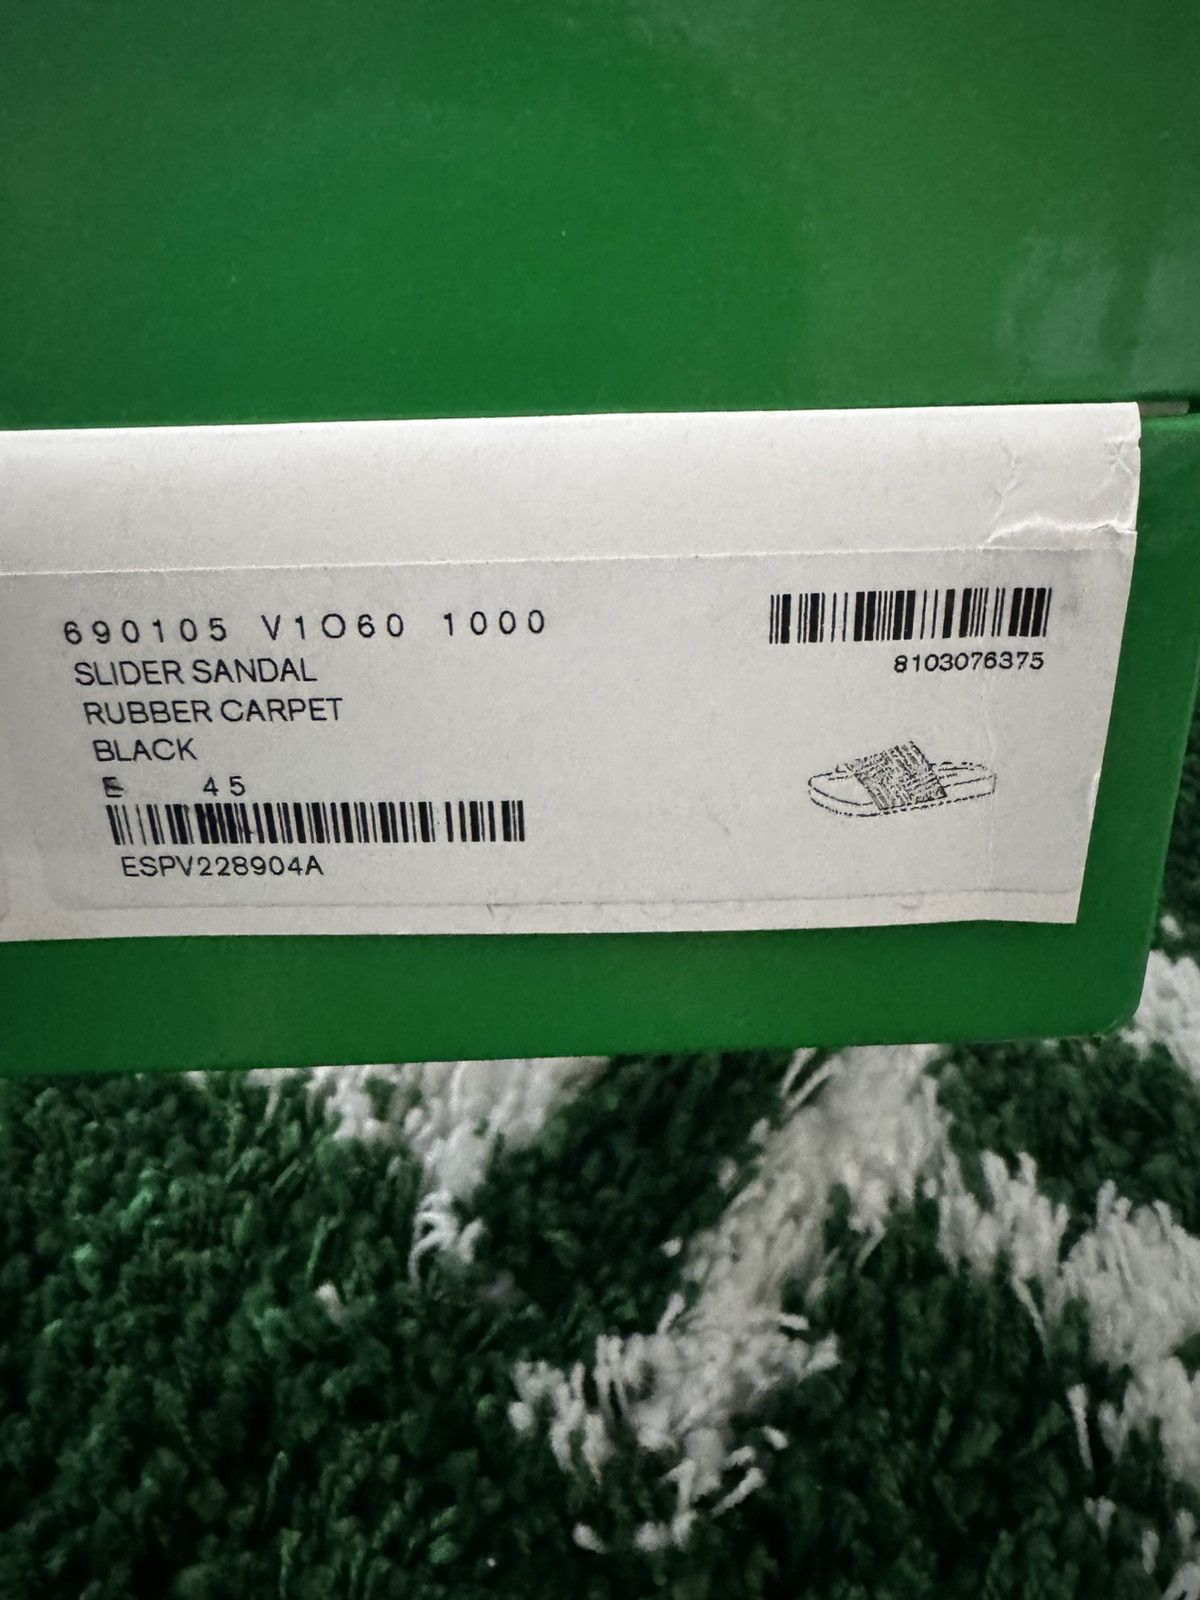 690105 V1O60 1000
SLIDER SANDAL
RUBBER CARPET
BLACK
E 45
ESPV228904A
8103076375